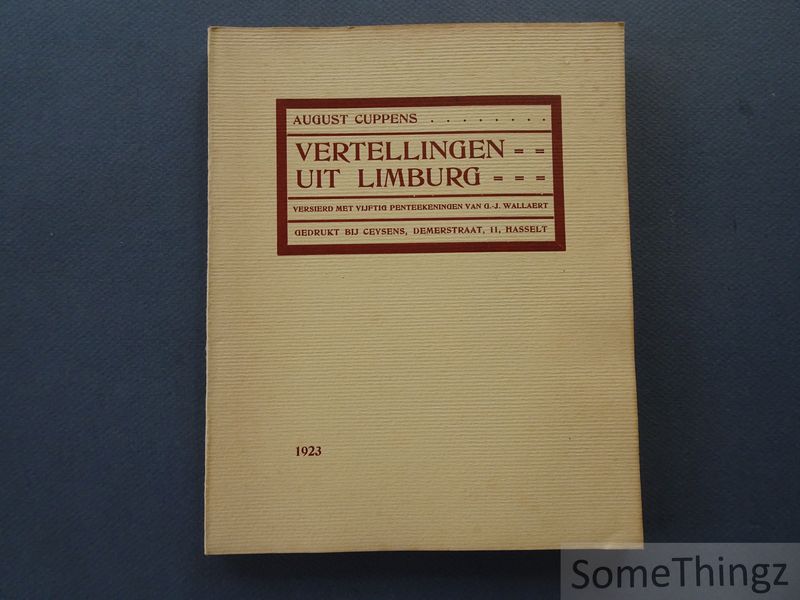 AUGUST CUPPENS . . . . . . . .
VERTELLINGEN = =
UIT LIMBURG = = =
VERSIERD MET VIJFTIG PENTEEKENINGEN VAN G.-J. WALLAERT
GEDRUKT BIJ CEYSENS, DEMERSTRAAT, 11, HASSELT
1923
SomeThingz